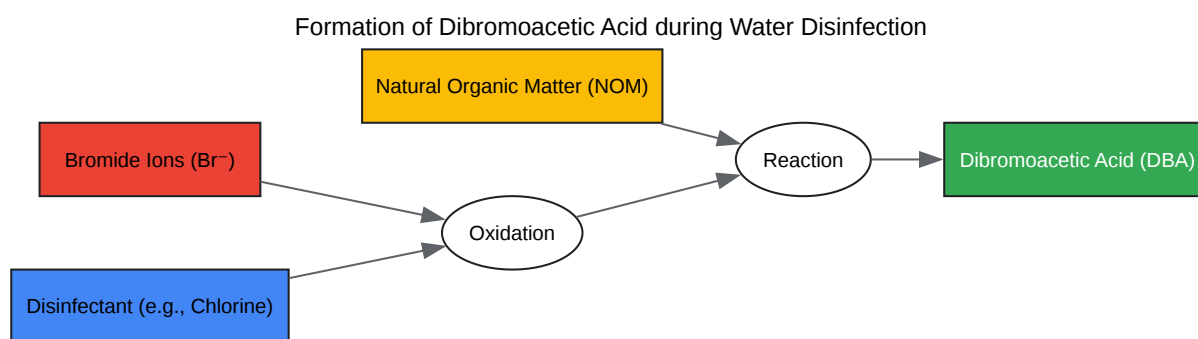 Formation of Dibromoacetic Acid during Water Disinfection
Natural Organic Matter (NOM)
Bromide Ions (Br⁻)
Reaction
Dibromoacetic Acid (DBA)
Oxidation
Disinfectant (e.g., Chlorine)